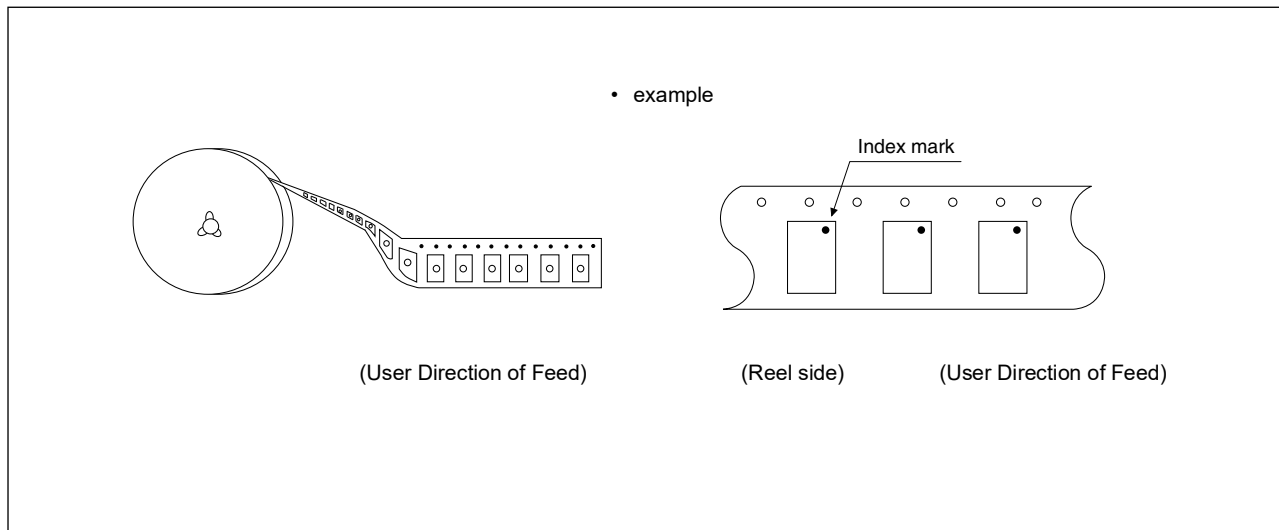 • example
Index mark
(User Direction of Feed)
(Reel side)
(User Direction of Feed)